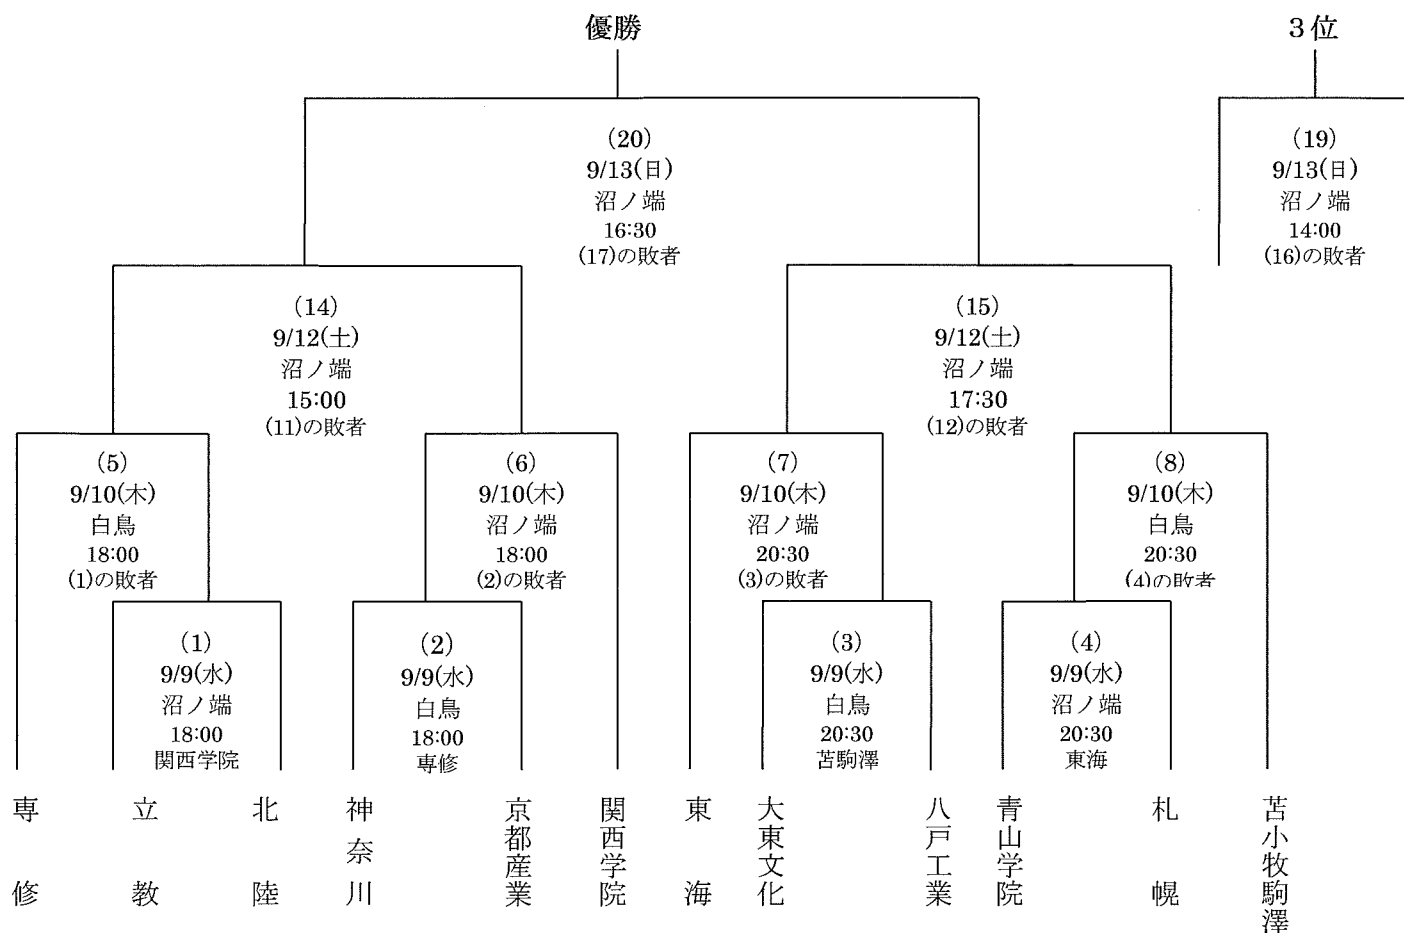 優勝
3位
(20)
9/13(日)
沼ノ端
16:30
(17)の敗者
(19)
9/13(日)
沼ノ端
14:00
(16)の敗者
(14)
9/12(土)
沼ノ端
15:00
(11)の敗者
(15)
9/12(土)
沼ノ端
17:30
(12)の敗者
(5)
9/10(木)
白鳥
18:00
(1)の敗者
(6)
9/10(木)
沼ノ端
18:00
(2)の敗者
(7)
9/10(木)
沼ノ端
20:30
(3)の敗者
(8)
9/10(木)
白鳥
20:30
(4)の敗者
(1)
9/9(水)
沼ノ端
18:00
関西学院
(2)
9/9(水)
白鳥
18:00
専修
(3)
9/9(水)
白鳥
20:30
苫駒澤
(4)
9/9(水)
沼ノ端
20:30
東海
専修
立教
北陸
神奈川
京都産業
関西学院
東海
大東文化
八戸工業
青山学院
札幌
苫小牧駒澤